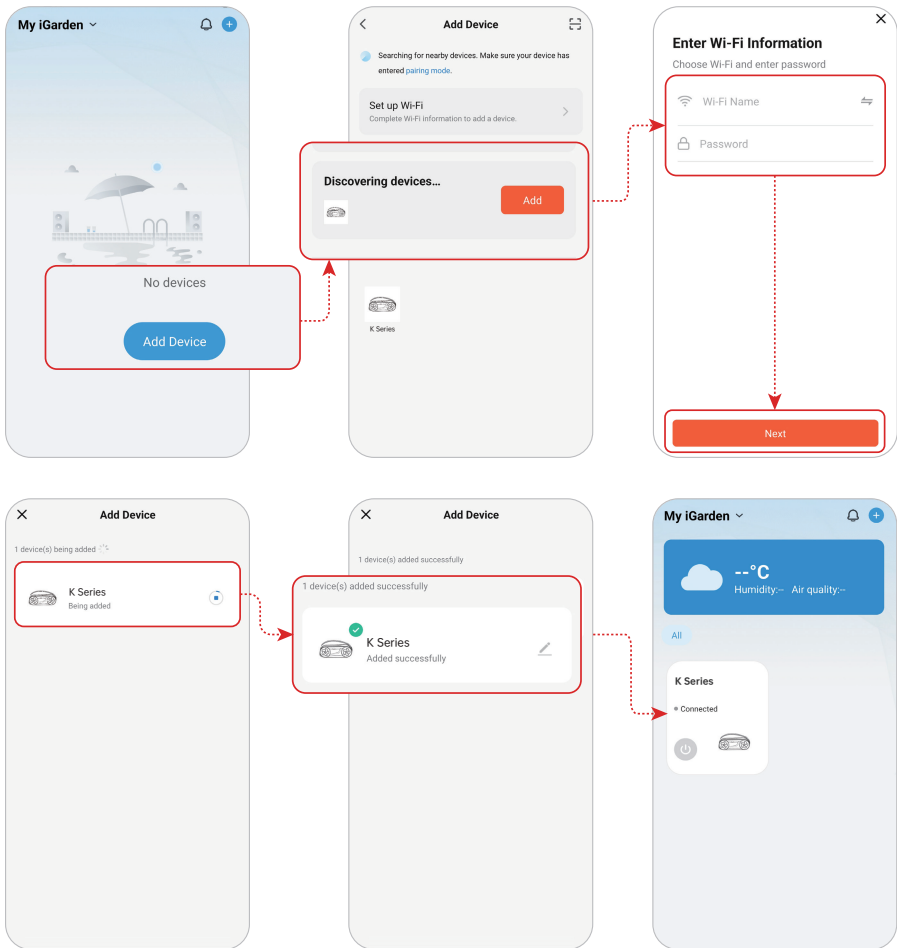 My iGarden
No devices
Add Device
Add Device
Searching for nearby devices. Make sure your device has
entered pairing mode.
Set up Wi-Fi
Complete Wi-Fi information to add a device.
Discovering devices...
Add
K Series
Enter Wi-Fi Information
Choose Wi-Fi and enter password
Wi-Fi Name
Password
Next
Add Device
1 device(s) being added
K Series
Being added
Add Device
1 device(s) added successfully
1 device(s) added successfully
K Series
Added successfully
My iGarden
--°C
Humidity:-- Air quality:--
All
K Series
Connected